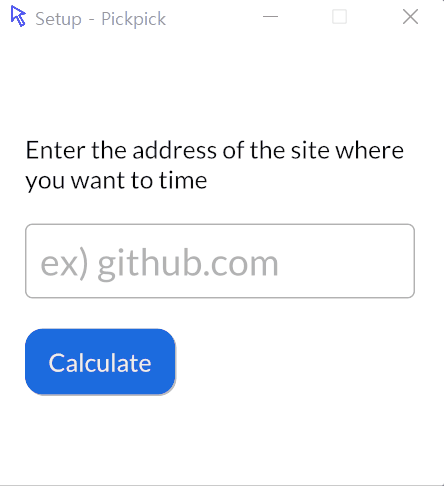 Setup - Pickpick
Enter the address of the site where
you want to time
ex) github.com
Calculate